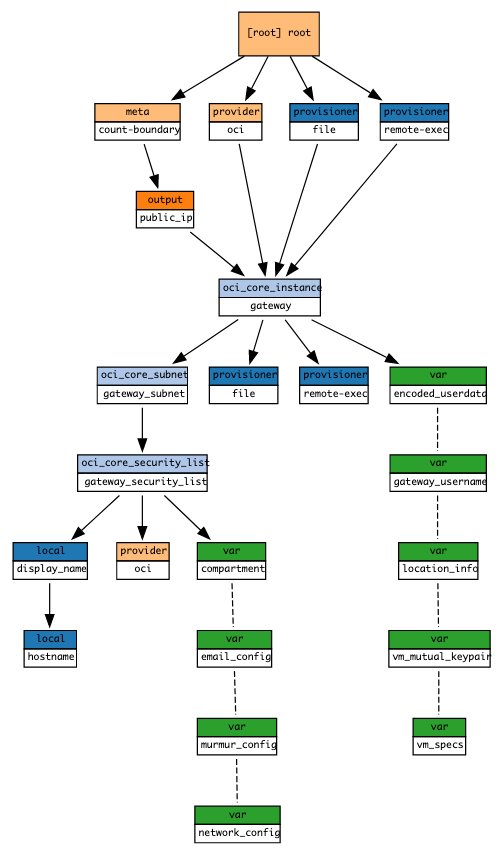 [root] root
meta
count-boundary
provider
oci
provisioner
file
provisioner
remote-exec
output
public_ip
oci_core_instance
gateway
oci_core_subnet
gateway_subnet
provisioner
file
provisioner
remote-exec
var
encoded_userdata
oci_core_security_list
gateway_security_list
var
gateway_username
local
display_name
provider
oci
var
compartment
var
location_info
local
hostname
var
email_config
var
vm_mutual_keypair
var
murmur_config
var
vm_specs
var
network_config